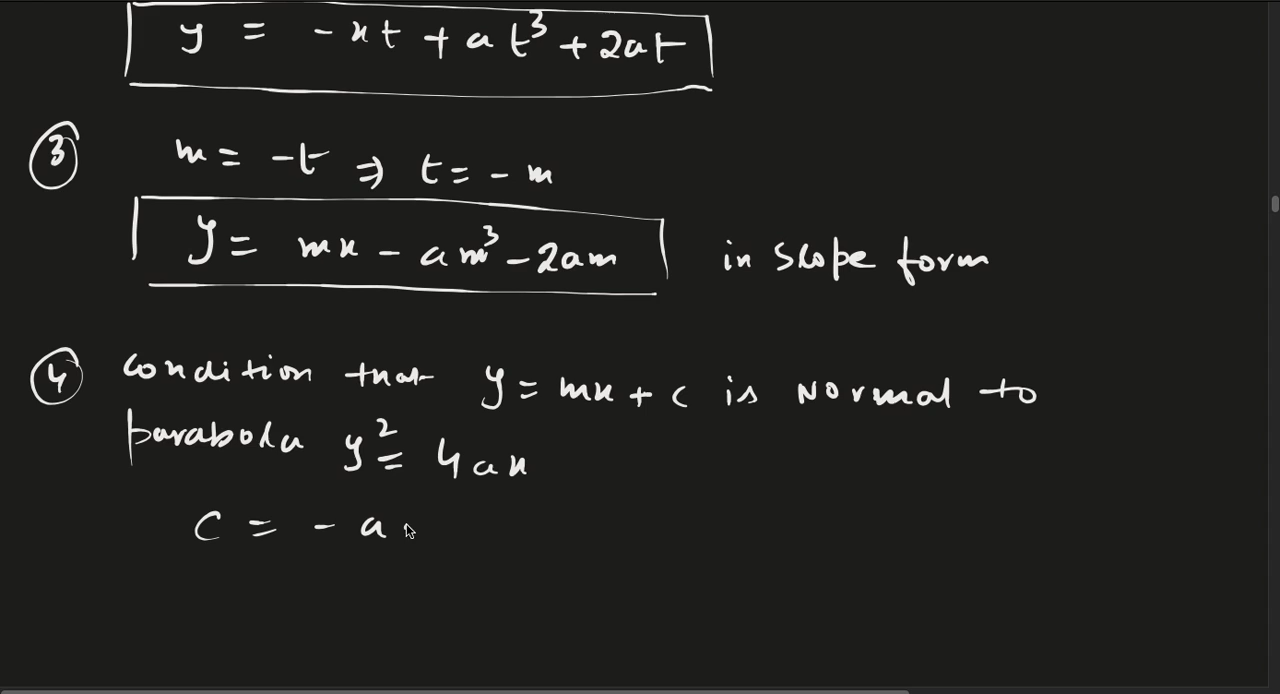 y = -xt + at³ + 2at
③ m = -t ⇒ t = -m
y = mx - am³ - 2am in slope form
④ Condition that y = mx + c is Normal to
parabola y² = 4ax
C = - a